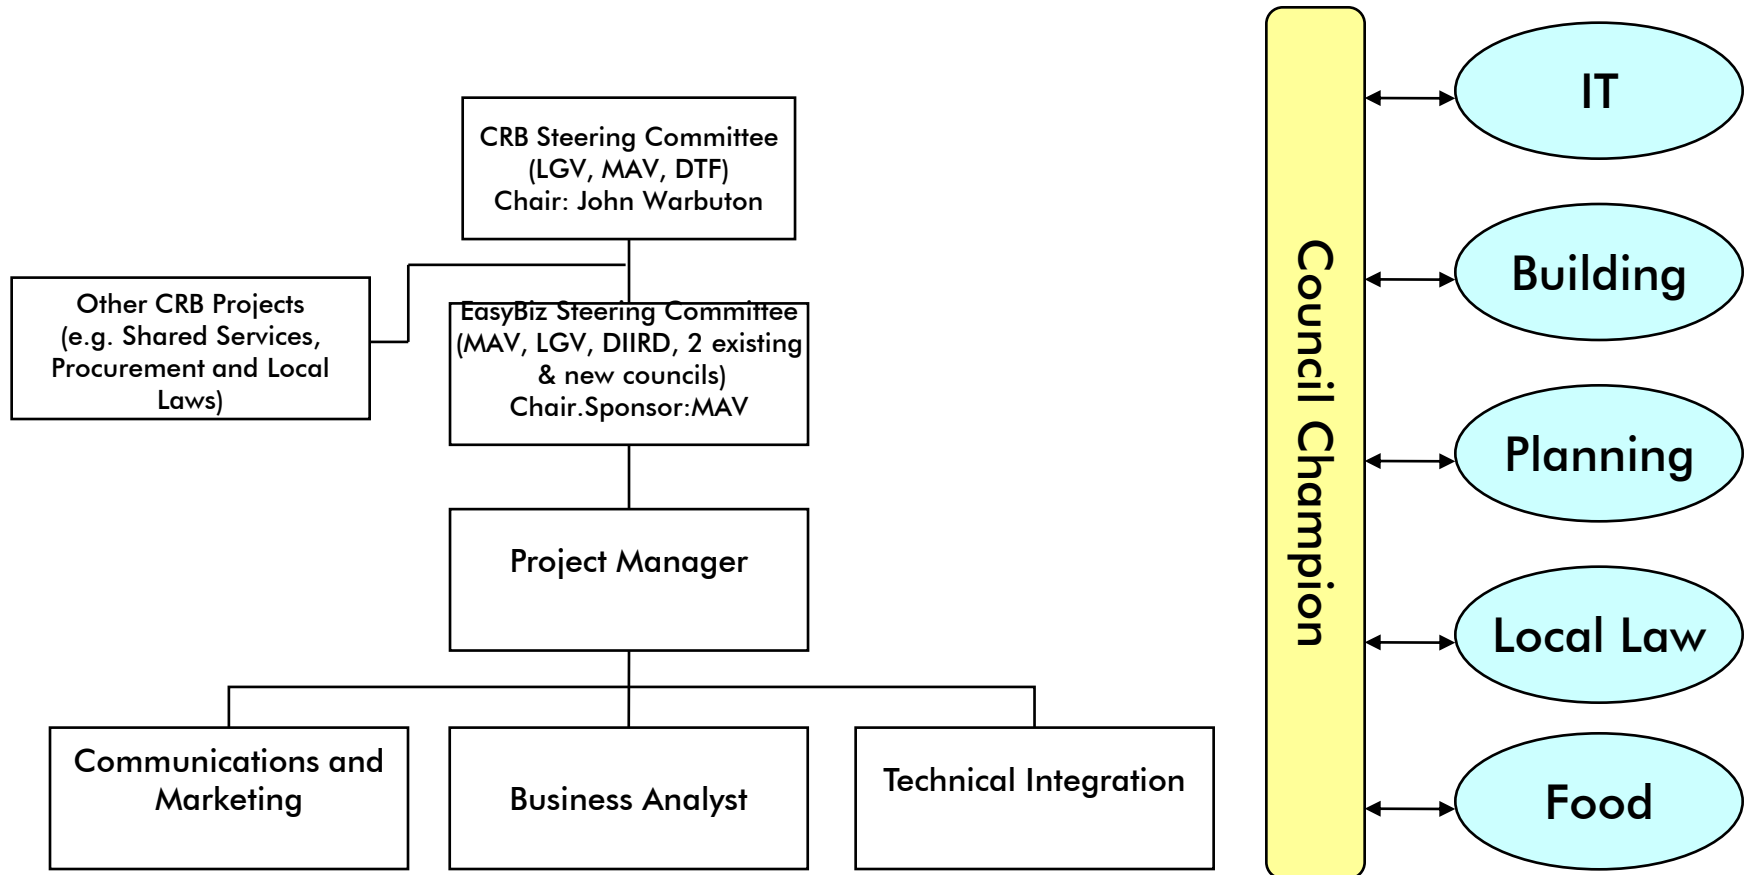 CRB Steering Committee
(LGV, MAV, DTF)
Chair: John Warbuton
Other CRB Projects
(e.g. Shared Services,
Procurement and Local
Laws)
EasyBiz Steering Committee
(MAV, LGV, DIIRD, 2 existing
& new councils)
Chair.Sponsor:MAV
Project Manager
Communications and
Marketing
Business Analyst
Technical Integration
Council Champion
IT
Building
Planning
Local Law
Food